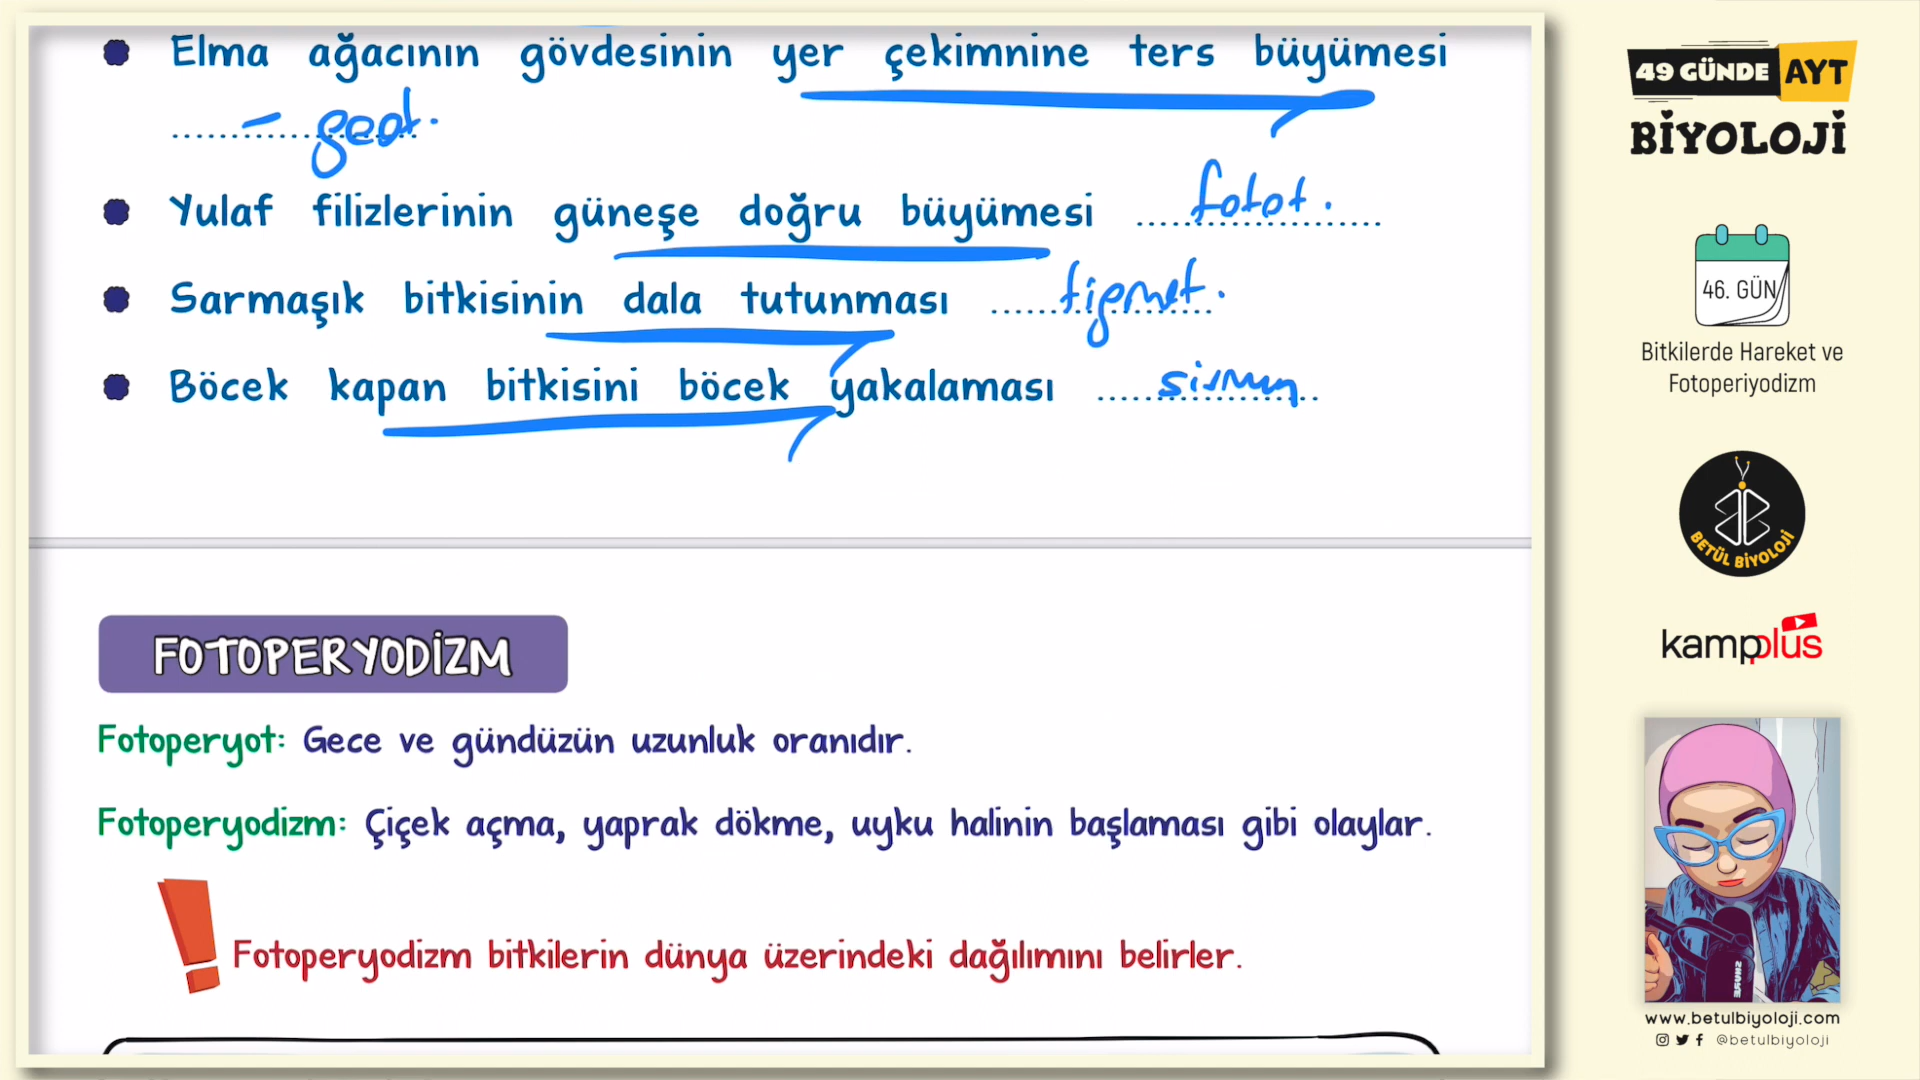 Elma ağacının gövdesinin yer çekimnine ters büyümesi
.......... – geot.
Yulaf filizlerinin güneşe doğru büyümesi ..... fotot. .....
Sarmaşık bitkisinin dala tutunması ..... tigmot. .....
Böcek kapan bitkisini böcek yakalaması .....
FOTOPERYODİZM
Fotoperyot: Gece ve gündüzün uzunluk oranıdır.
Fotoperyodizm: Çiçek açma, yaprak dökme, uyku halinin başlaması gibi olaylar.
Fotoperyodizm bitkilerin dünya üzerindeki dağılımını belirler.
49 GÜNDE AYT
BİYOLOJİ
46. GÜN
Bitkilerde Hareket ve
Fotoperiyodizm
BETÜL BİYOLOJİ
kampplus
www.betulbiyoloji.com
@betulbiyoloji